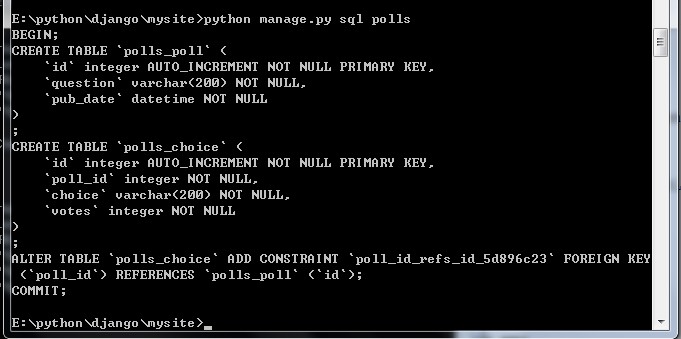 E:\python\django\mysite>python manage.py sql polls
BEGIN;
CREATE TABLE `polls_poll` (
    `id` integer AUTO_INCREMENT NOT NULL PRIMARY KEY,
    `question` varchar(200) NOT NULL,
    `pub_date` datetime NOT NULL
)
;
CREATE TABLE `polls_choice` (
    `id` integer AUTO_INCREMENT NOT NULL PRIMARY KEY,
    `poll_id` integer NOT NULL,
    `choice` varchar(200) NOT NULL,
    `votes` integer NOT NULL
)
;
ALTER TABLE `polls_choice` ADD CONSTRAINT `poll_id_refs_id_5d896c23` FOREIGN KEY
 (`poll_id`) REFERENCES `polls_poll` (`id`);
COMMIT;
E:\python\django\mysite>_